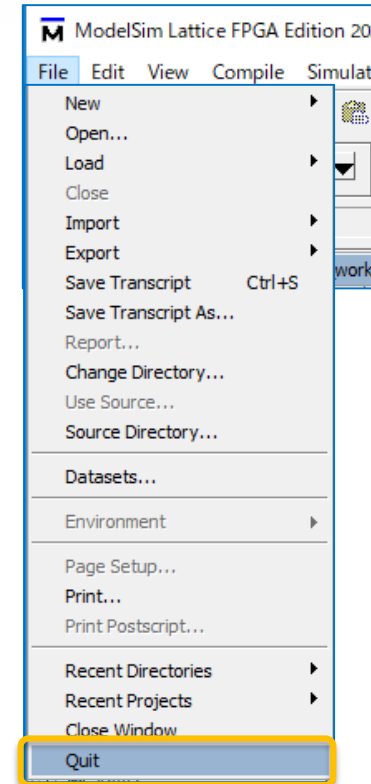 ModelSim Lattice FPGA Edition 20
File Edit View Compile Simulat
New
Open...
Load
Close
Import
Export
work
Save Transcript Ctrl+S
Save Transcript As...
Report...
Change Directory...
Use Source...
Source Directory...
Datasets...
Environment
Page Setup...
Print...
Print Postscript...
Recent Directories
Recent Projects
Close Window
Quit